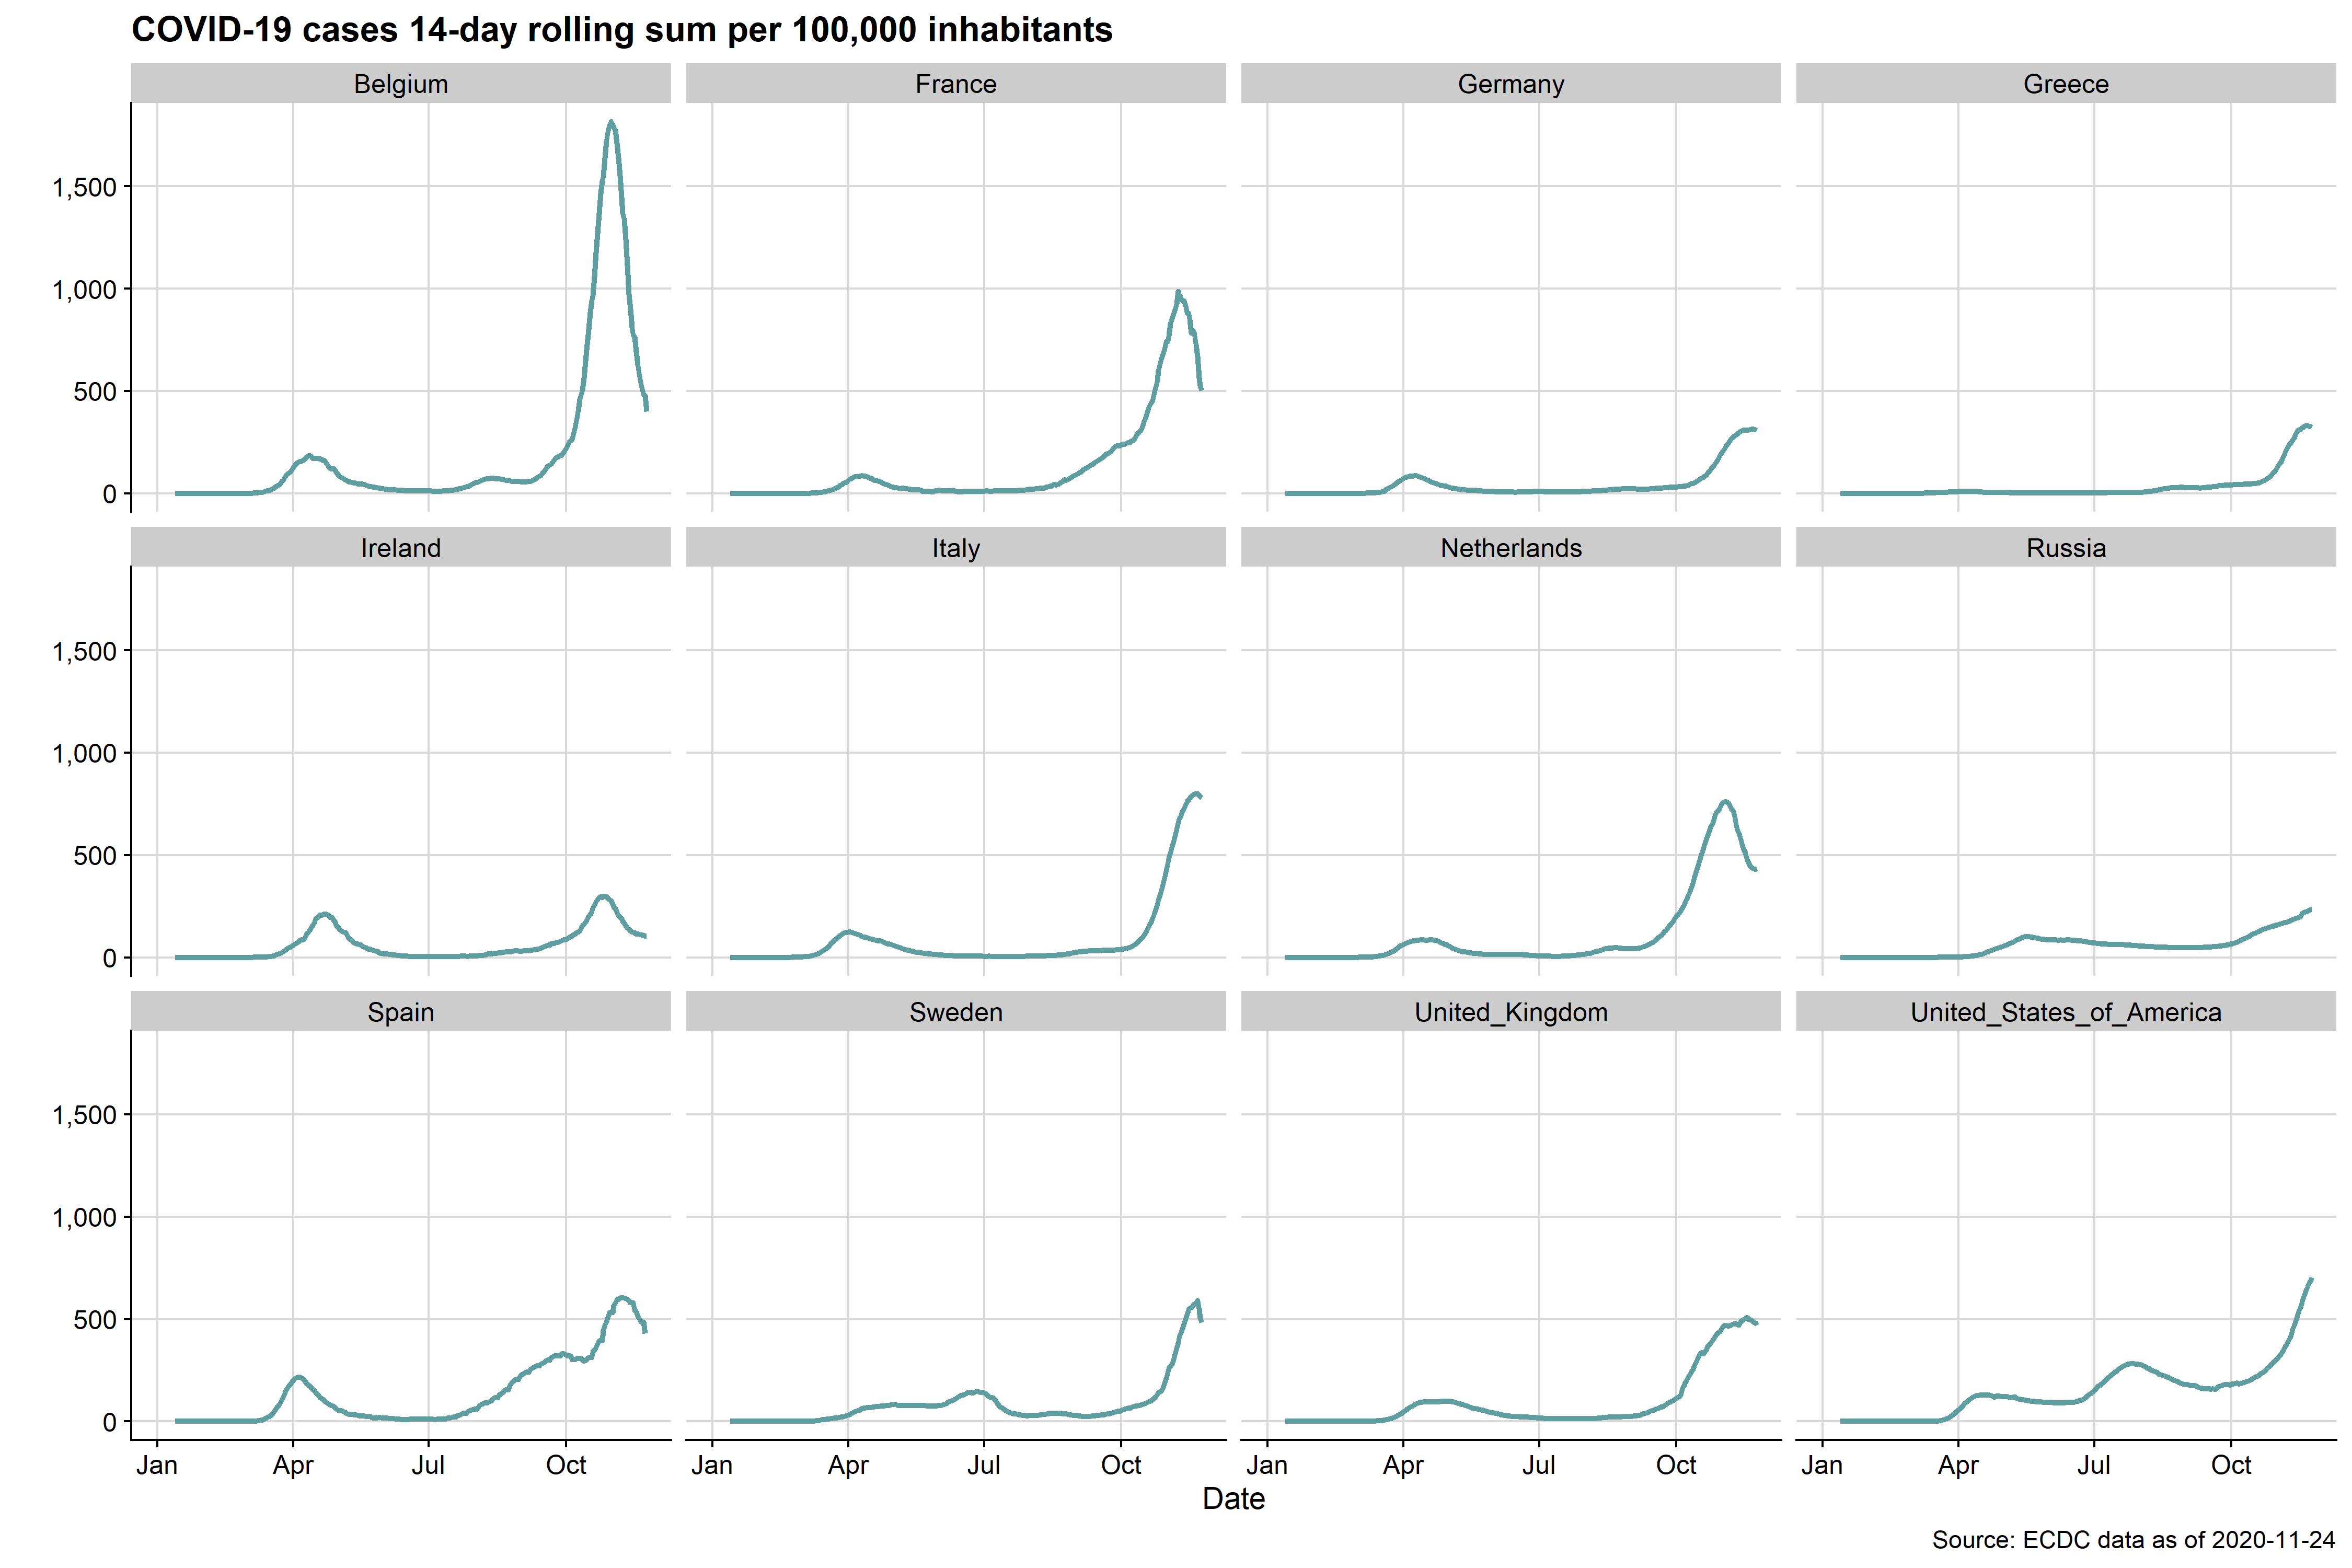 COVID-19 cases 14-day rolling sum per 100,000 inhabitants
Belgium France Germany Greece
1,500
1,000
500
0
Ireland Italy Netherlands Russia
1,500
1,000
500
0
Spain Sweden United_Kingdom United_States_of_America
1,500
1,000
500
0
Jan Apr Jul Oct Jan Apr Jul Oct Jan Apr Jul Oct Jan Apr Jul Oct
Date
Source: ECDC data as of 2020-11-24